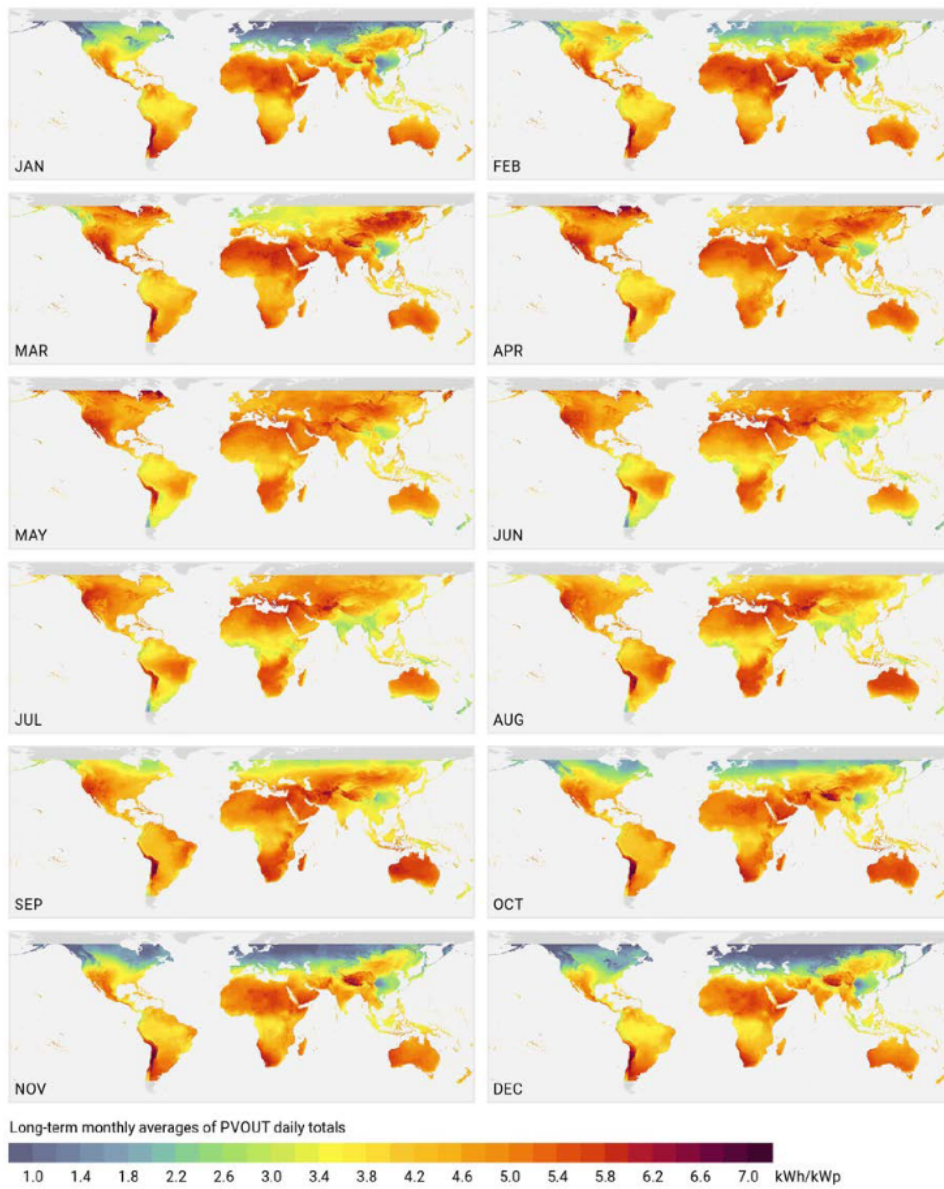 JAN
FEB
MAR
APR
MAY
JUN
JUL
AUG
SEP
OCT
NOV
DEC
Long-term monthly averages of PVOUT daily totals
1.0 1.4 1.8 2.2 2.6 3.0 3.4 3.8 4.2 4.6 5.0 5.4 5.8 6.2 6.6 7.0 kWh/kWp